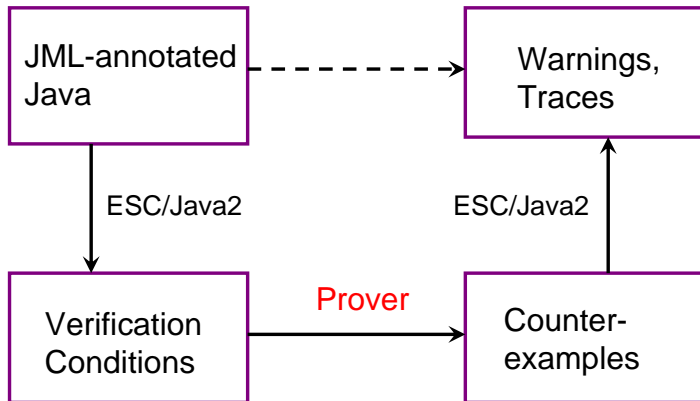 JML-annotated
Java
Warnings,
Traces
ESC/Java2
ESC/Java2
Prover
Verification
Conditions
Counter-
examples